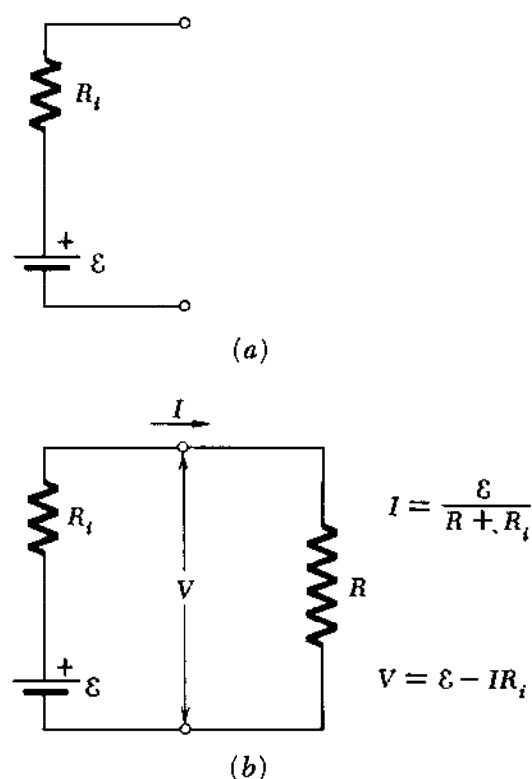 R_i
+
ℰ
(a)
I
R_i
V
R
+
ℰ
I = ℰ / (R + R_i)
V = ℰ − IR_i
(b)